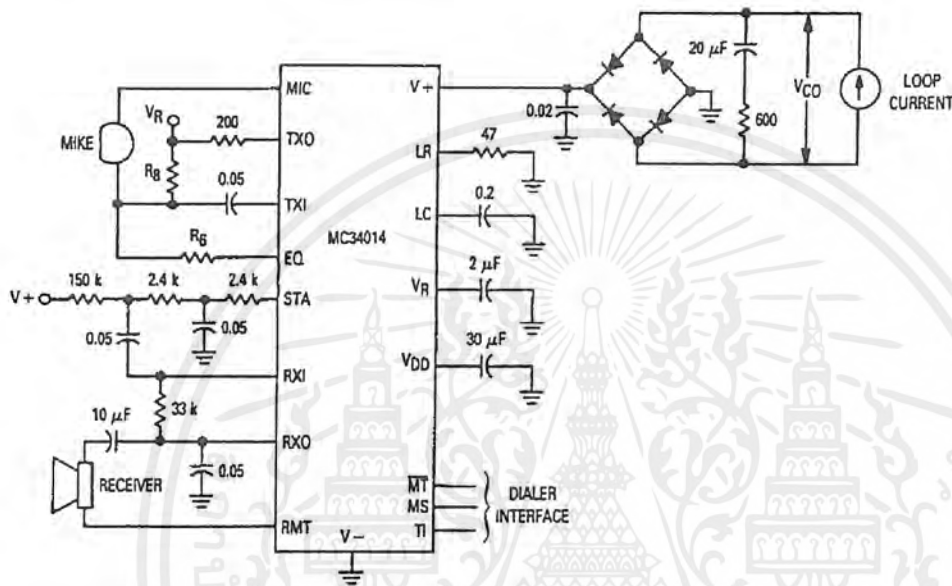 MIC
MIKE
VR
200
TXO
R8
0.05
TXI
R6
EQ
V+
150 k
2.4 k
2.4 k
STA
0.05
0.05
RXI
33 k
10 μF
RXO
0.05
RECEIVER
RMT
MC34014
V+
0.02
LR
47
LC
0.2
VR
2 μF
VDD
30 μF
MT
MS
TI
DIALER
INTERFACE
V−
20 μF
600
VCO
LOOP
CURRENT